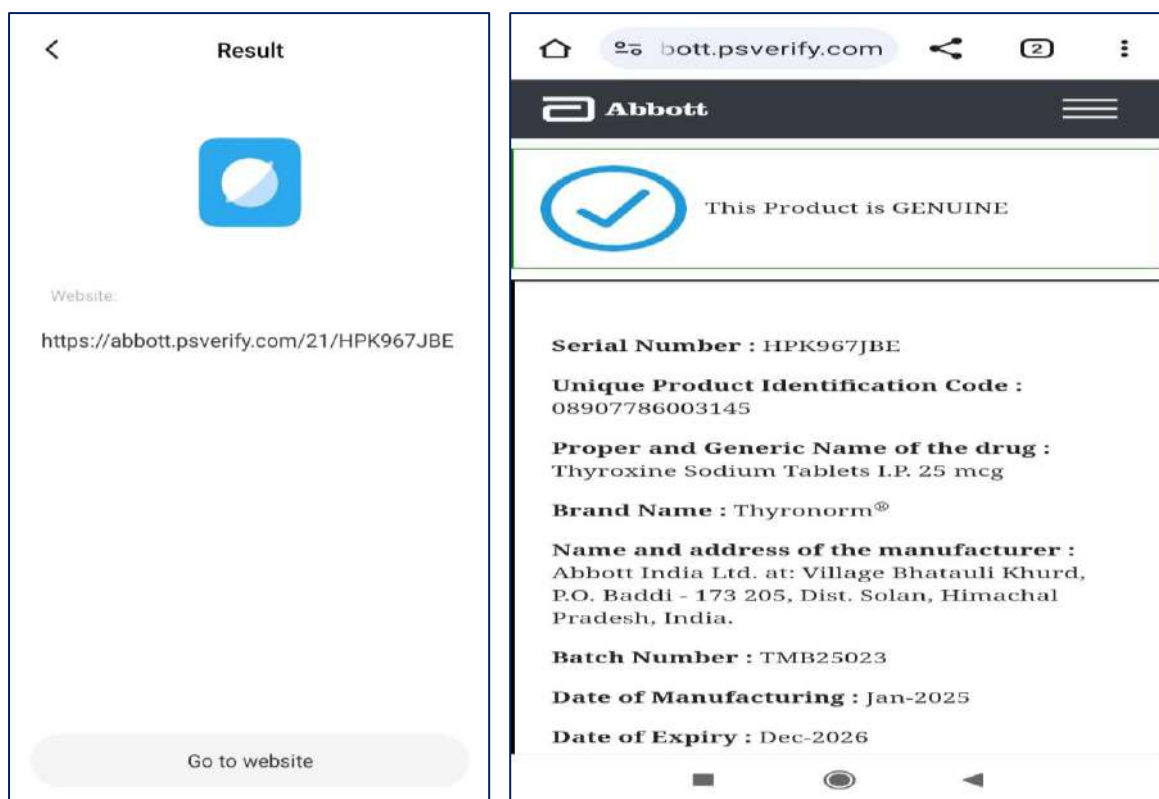 Result
Website:
https://abbott.psverify.com/21/HPK967JBE
Go to website
bott.psverify.com
2
Abbott
This Product is GENUINE
Serial Number : HPK967JBE
Unique Product Identification Code :
08907786003145
Proper and Generic Name of the drug :
Thyroxine Sodium Tablets I.P. 25 mcg
Brand Name : Thyronorm®
Name and address of the manufacturer :
Abbott India Ltd. at: Village Bhatauli Khurd,
P.O. Baddi - 173 205, Dist. Solan, Himachal
Pradesh, India.
Batch Number : TMB25023
Date of Manufacturing : Jan-2025
Date of Expiry : Dec-2026